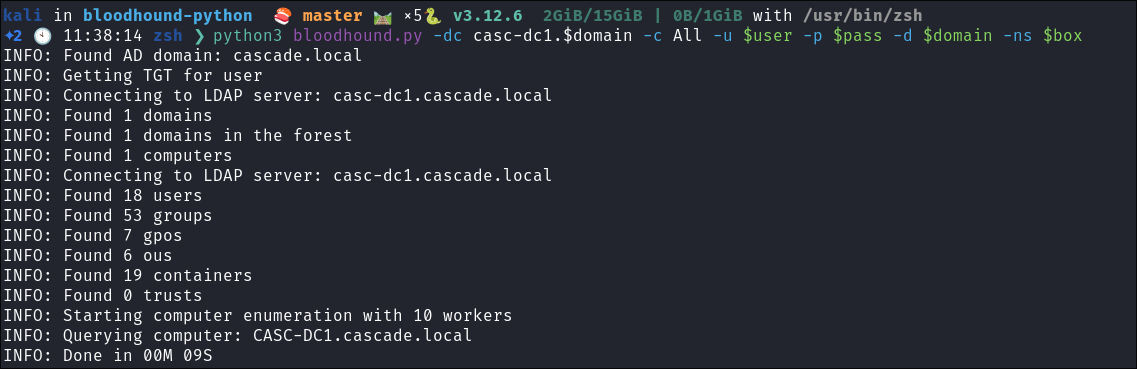 kali in bloodhound-python 🍣 master 🛤️ ×5🐍 v3.12.6 2GiB/15GiB | 0B/1GiB with /usr/bin/zsh
✦2 🕙 11:38:14 zsh ❯ python3 bloodhound.py -dc casc-dc1.$domain -c All -u $user -p $pass -d $domain -ns $box
INFO: Found AD domain: cascade.local
INFO: Getting TGT for user
INFO: Connecting to LDAP server: casc-dc1.cascade.local
INFO: Found 1 domains
INFO: Found 1 domains in the forest
INFO: Found 1 computers
INFO: Connecting to LDAP server: casc-dc1.cascade.local
INFO: Found 18 users
INFO: Found 53 groups
INFO: Found 7 gpos
INFO: Found 6 ous
INFO: Found 19 containers
INFO: Found 0 trusts
INFO: Starting computer enumeration with 10 workers
INFO: Querying computer: CASC-DC1.cascade.local
INFO: Done in 00M 09S